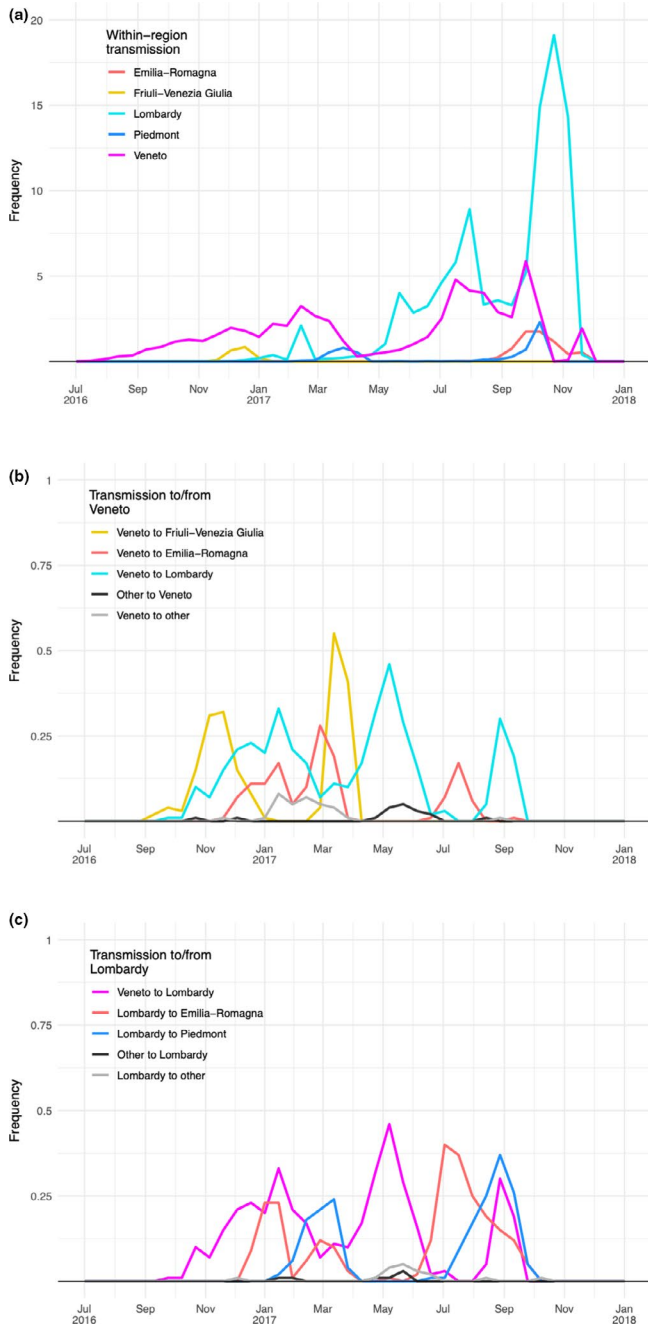 (a)
20
Within-region
transmission
Emilia-Romagna
Friuli-Venezia Giulia
Lombardy
Piedmont
Veneto
15
10
5
Frequency
Jul Sep Nov Jan Mar May Jul Sep Nov Jan
2016 2017 2018
(b)
1
Transmission to/from
Veneto
Veneto to Friuli-Venezia Giulia
Veneto to Emilia-Romagna
Veneto to Lombardy
Other to Veneto
Veneto to other
0.75
0.5
0.25
Frequency
Jul Sep Nov Jan Mar May Jul Sep Nov Jan
2016 2017 2018
(c)
1
Transmission to/from
Lombardy
Veneto to Lombardy
Lombardy to Emilia-Romagna
Lombardy to Piedmont
Other to Lombardy
Lombardy to other
0.75
0.5
0.25
Frequency
Jul Sep Nov Jan Mar May Jul Sep Nov Jan
2016 2017 2018